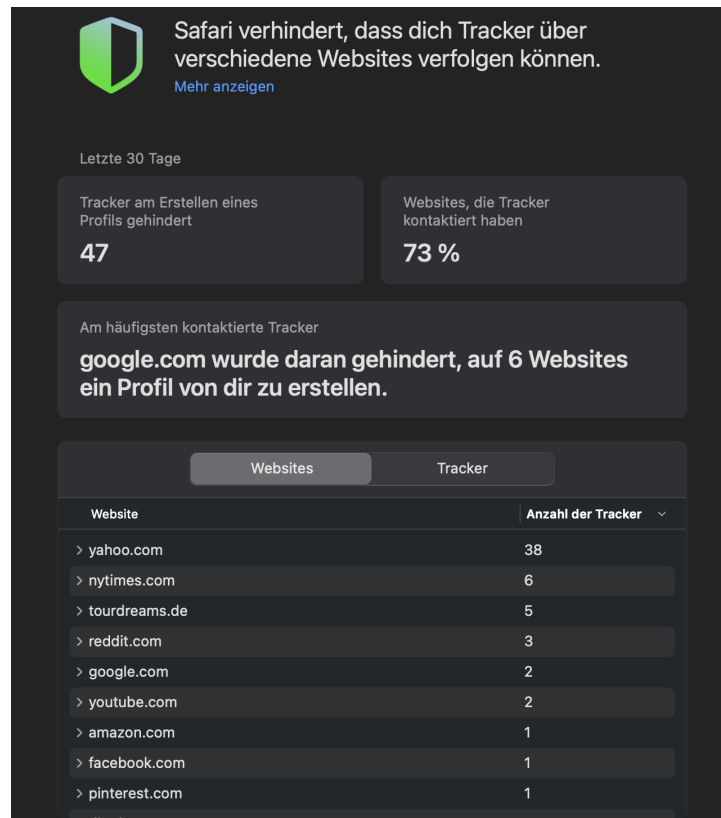 Safari verhindert, dass dich Tracker über
verschiedene Websites verfolgen können.
Mehr anzeigen
Letzte 30 Tage
Tracker am Erstellen eines
Profils gehindert
47
Websites, die Tracker
kontaktiert haben
73 %
Am häufigsten kontaktierte Tracker
google.com wurde daran gehindert, auf 6 Websites
ein Profil von dir zu erstellen.
Websites Tracker
Website Anzahl der Tracker
yahoo.com 38
nytimes.com 6
tourdreams.de 5
reddit.com 3
google.com 2
youtube.com 2
amazon.com 1
facebook.com 1
pinterest.com 1